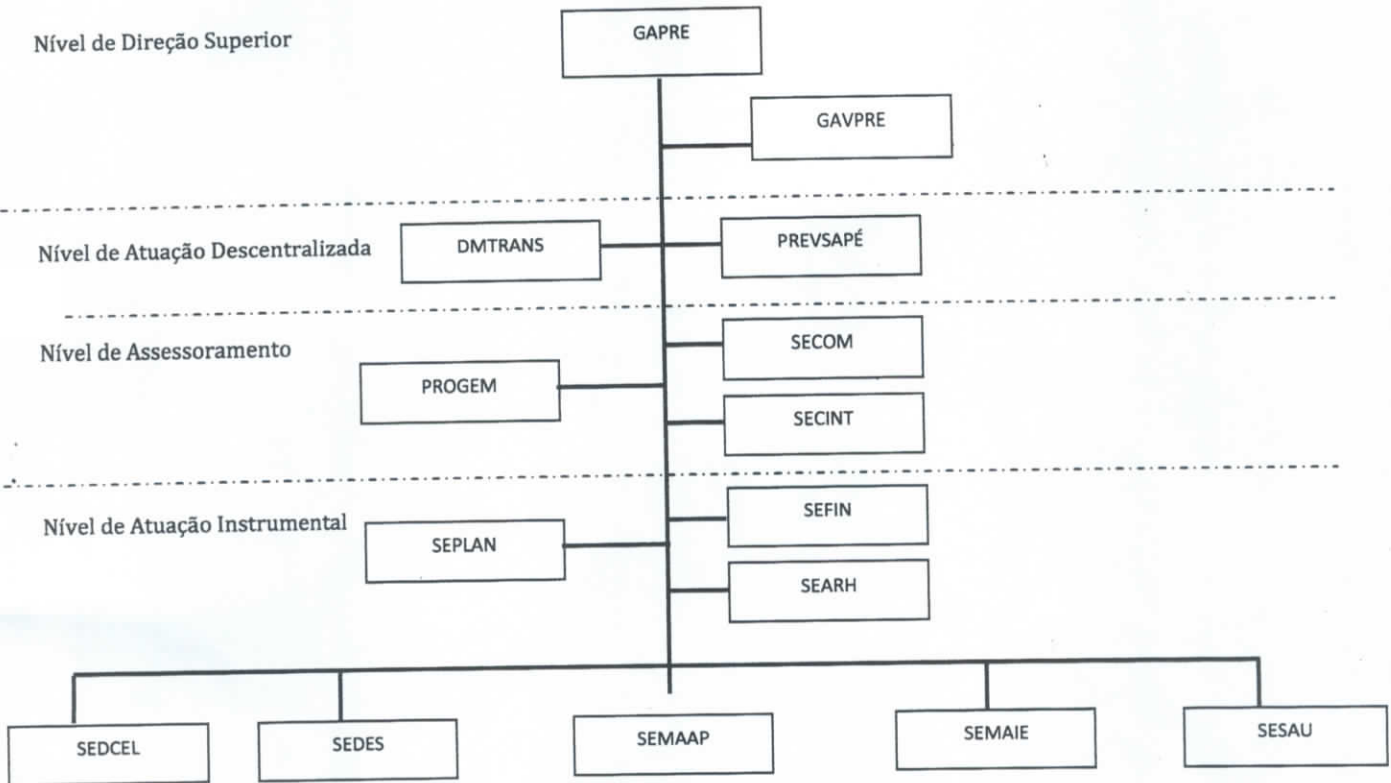 Nível de Direção Superior
GAPRE
GAVPRE
Nível de Atuação Descentralizada
DMTRANS
PREVSAPÉ
Nível de Assessoramento
SECOM
PROGEM
SECINT
Nível de Atuação Instrumental
SEFIN
SEPLAN
SEARH
SEDCEL
SEDES
SEMAAP
SEMAIE
SESAU